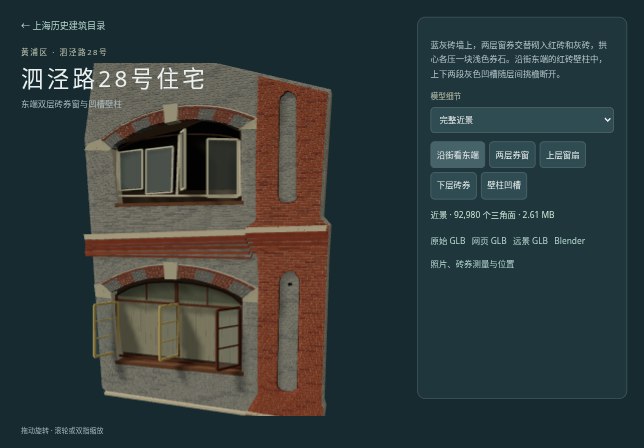 ← 上海历史建筑目录
黄浦区 · 泗泾路28号
泗泾路28号住宅
东端双层砖券窗与凹槽壁柱
蓝灰砖墙上，两层窗券交替砌入红砖和灰砖，拱
心各压一块浅色券石。沿街东端的红砖壁柱中，
上下两段灰色凹槽随层间挑檐断开。
模型细节
完整近景
沿街看东端
两层券窗
上层窗扇
下层砖券
壁柱凹槽
近景 · 92,980 个三角面 · 2.61 MB
原始 GLB 网页 GLB 远景 GLB Blender
照片、砖券测量与位置
拖动旋转 · 滚轮或双指缩放